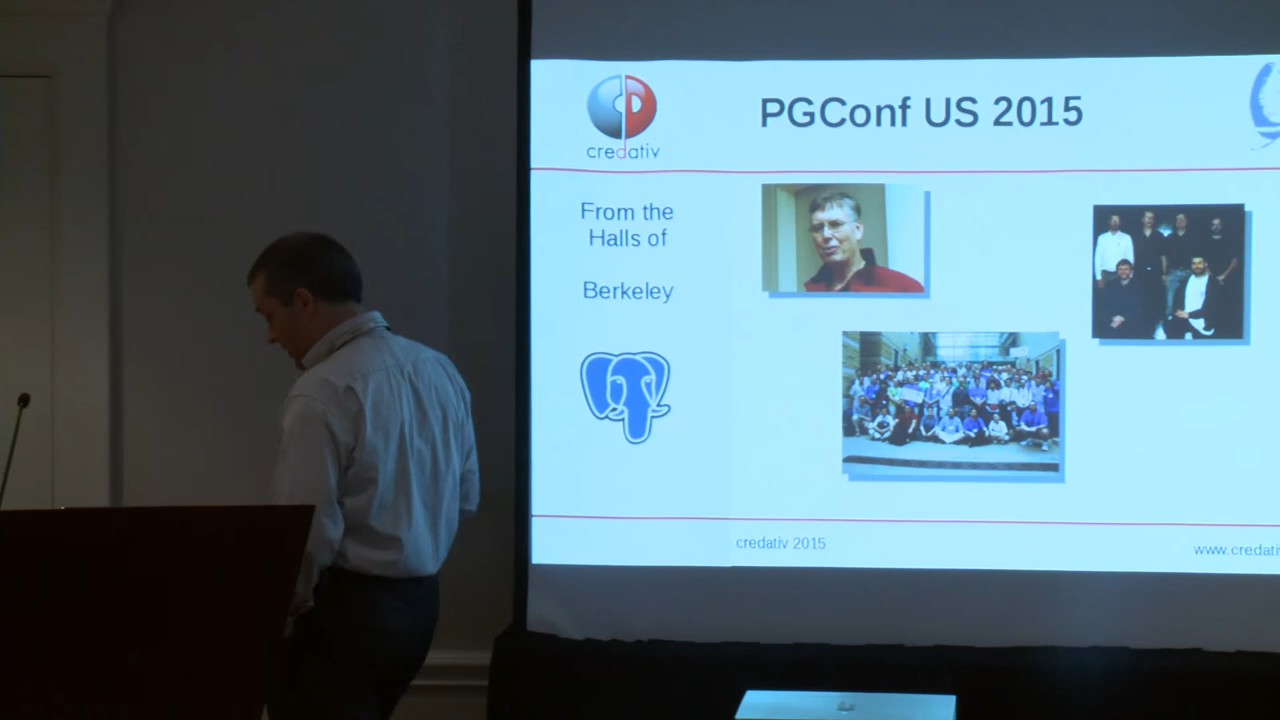 credativ
PGConf US 2015
From the
Halls of
Berkeley
credativ 2015
www.credati